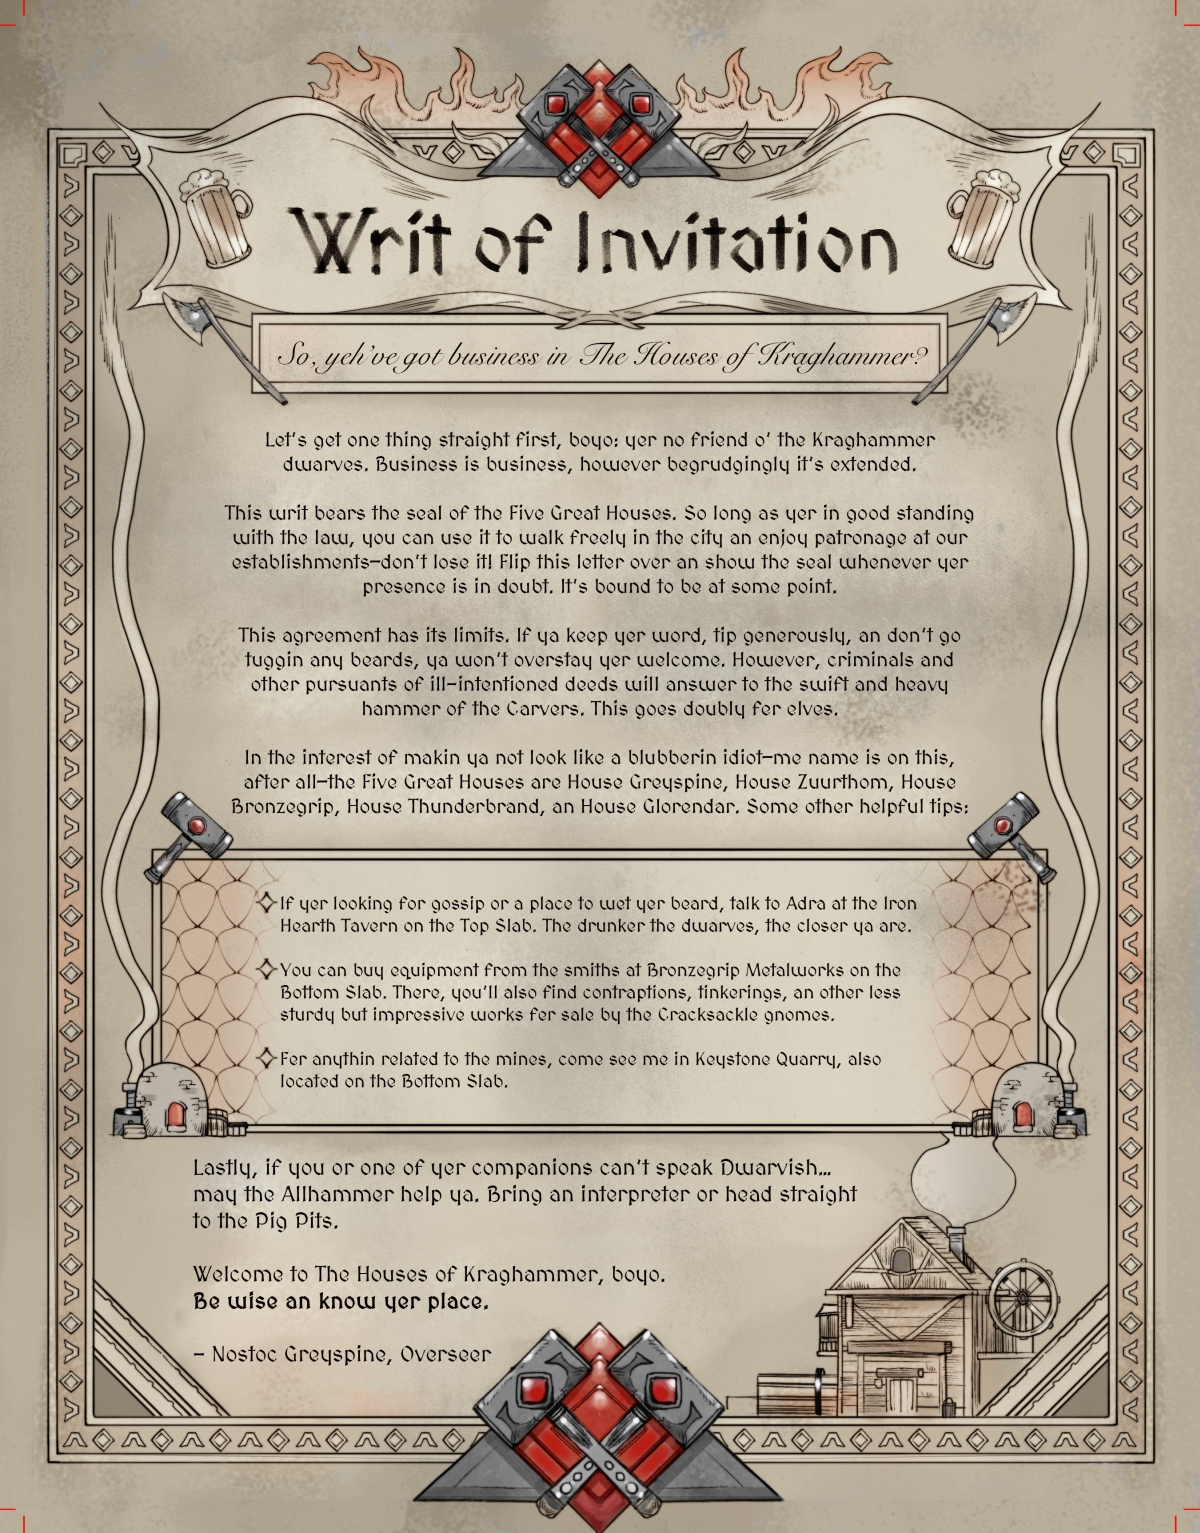 Writ of Invitation
So, yeh've got business in The Houses of Kraghammer?
Let's get one thing straight first, boyo: yer no friend o' the Kraghammer
dwarves. Business is business, however begrudgingly it's extended.
This writ bears the seal of the Five Great Houses. So long as yer in good standing
with the law, you can use it to walk freely in the city an enjoy patronage at our
establishments—don't lose it! Flip this letter over an show the seal whenever yer
presence is in doubt. It's bound to be at some point.
This agreement has its limits. If ya keep yer word, tip generously, an don't go
tuggin any beards, ya won't overstay yer welcome. However, criminals and
other pursuants of ill-intentioned deeds will answer to the swift and heavy
hammer of the Carvers. This goes doubly fer elves.
In the interest of makin ya not look like a blubberin idiot—me name is on this,
after all—the Five Great Houses are House Greyspine, House Zuurthom, House
Bronzegrip, House Thunderbrand, an House Glorendar. Some other helpful tips:
If yer looking for gossip or a place to wet yer beard, talk to Adra at the Iron
Hearth Tavern on the Top Slab. The drunker the dwarves, the closer ya are.
You can buy equipment from the smiths at Bronzegrip Metalworks on the
Bottom Slab. There, you'll also find contraptions, tinkerings, an other less
sturdy but impressive works fer sale by the Cracksackle gnomes.
Fer anythin related to the mines, come see me in Keystone Quarry, also
located on the Bottom Slab.
Lastly, if you or one of yer companions can't speak Dwarvish...
may the Allhammer help ya. Bring an interpreter or head straight
to the Pig Pits.
Welcome to The Houses of Kraghammer, boyo.
Be wise an know yer place.
– Nostoc Greyspine, Overseer